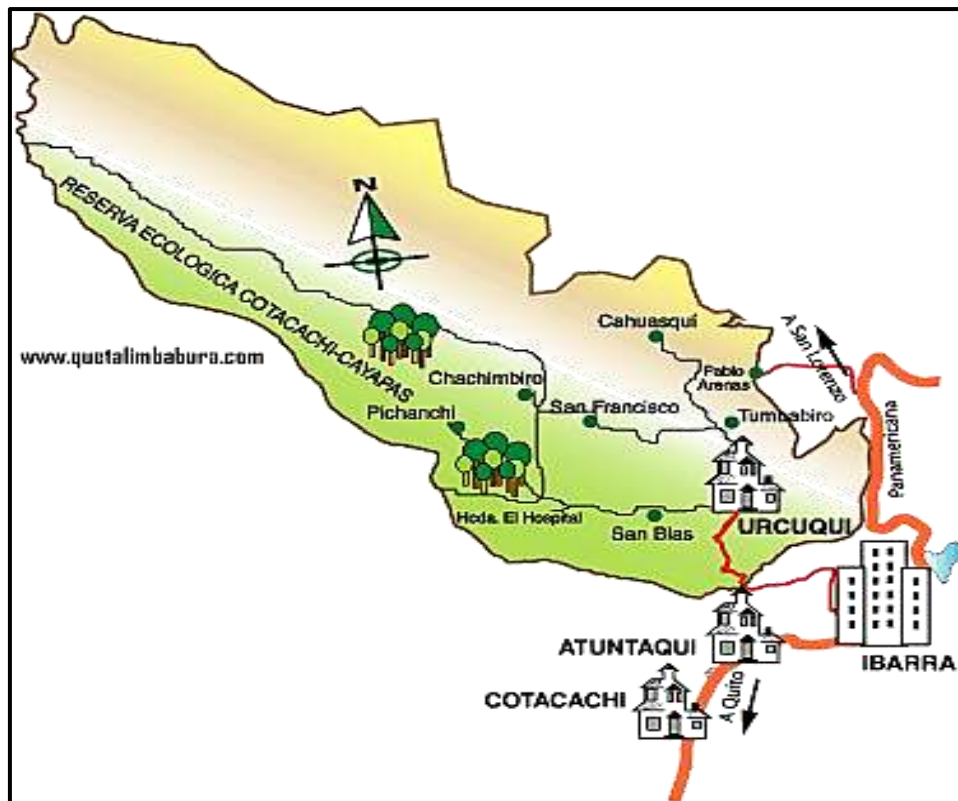 N
RESERVA ECOLOGICA COTACACHI-CAYAPAS
www.quetalimbabura.com
Cahuasquí
A San Lorenzo
Pablo
Arenas
Chachimbiro
San Francisco
Pichanchi
Tumbabiro
Panamericana
Hcda. El Hospital
San Blas
URCUQUI
ATUNTAQUI
IBARRA
COTACACHI
A Quito